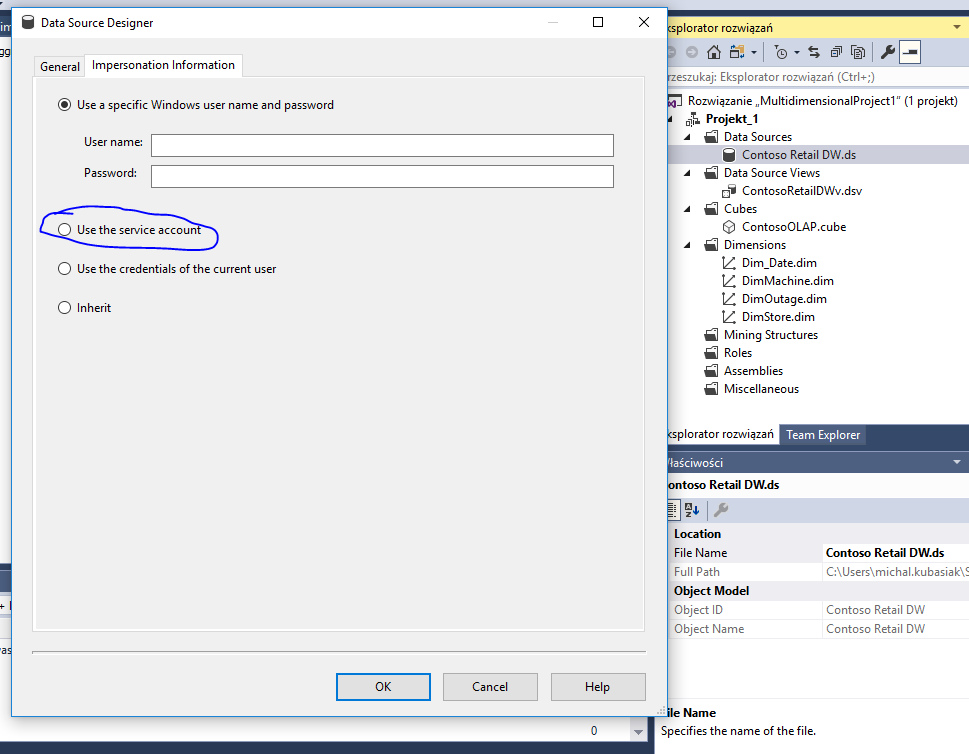 Data Source Designer
General
Impersonation Information
Use a specific Windows user name and password
User name:
Password:
Use the service account
Use the credentials of the current user
Inherit
OK
Cancel
Help
0
ksplorator rozwiązań
rzeszukaj: Eksplorator rozwiązań (Ctrl+;)
Rozwiązanie „MultidimensionalProject1” (1 projekt)
Projekt_1
Data Sources
Contoso Retail DW.ds
Data Source Views
ContosoRetailDWv.dsv
Cubes
ContosoOLAP.cube
Dimensions
Dim_Date.dim
DimMachine.dim
DimOutage.dim
DimStore.dim
Mining Structures
Roles
Assemblies
Miscellaneous
ksplorator rozwiązań Team Explorer
łaściwości
ontoso Retail DW.ds
Location
File Name Contoso Retail DW.ds
Full Path C:\Users\michal.kubasiak\S
Object Model
Object ID Contoso Retail DW
Object Name Contoso Retail DW
ile Name
Specifies the name of the file.